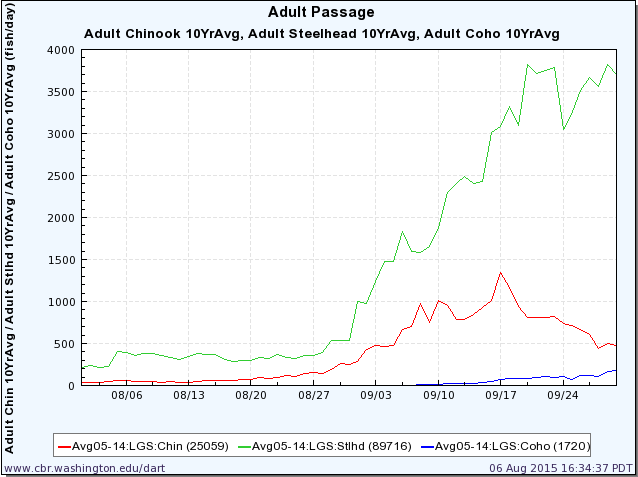 Adult Passage
Adult Chinook 10YrAvg, Adult Steelhead 10YrAvg, Adult Coho 10YrAvg
Adult Chin 10YrAvg / Adult Stlhd 10YrAvg / Adult Coho 10YrAvg (fish/day)
4000
3500
3000
2500
2000
1500
1000
500
0
08/06 08/13 08/20 08/27 09/03 09/10 09/17 09/24
Avg05-14:LGS:Chin (25059) Avg05-14:LGS:Stlhd (89716) Avg05-14:LGS:Coho (1720)
www.cbr.washington.edu/dart 06 Aug 2015 16:34:37 PDT